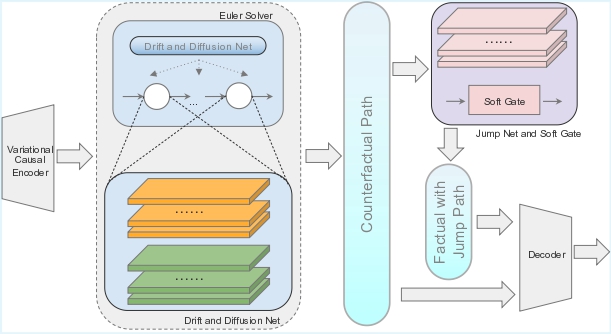 Variational
Causal
Encoder
Euler Solver
Drift and Diffusion Net
...
......
......
Drift and Diffusion Net
Counterfactual Path
......
Soft Gate
Jump Net and Soft Gate
Factual with
Jump Path
Decoder